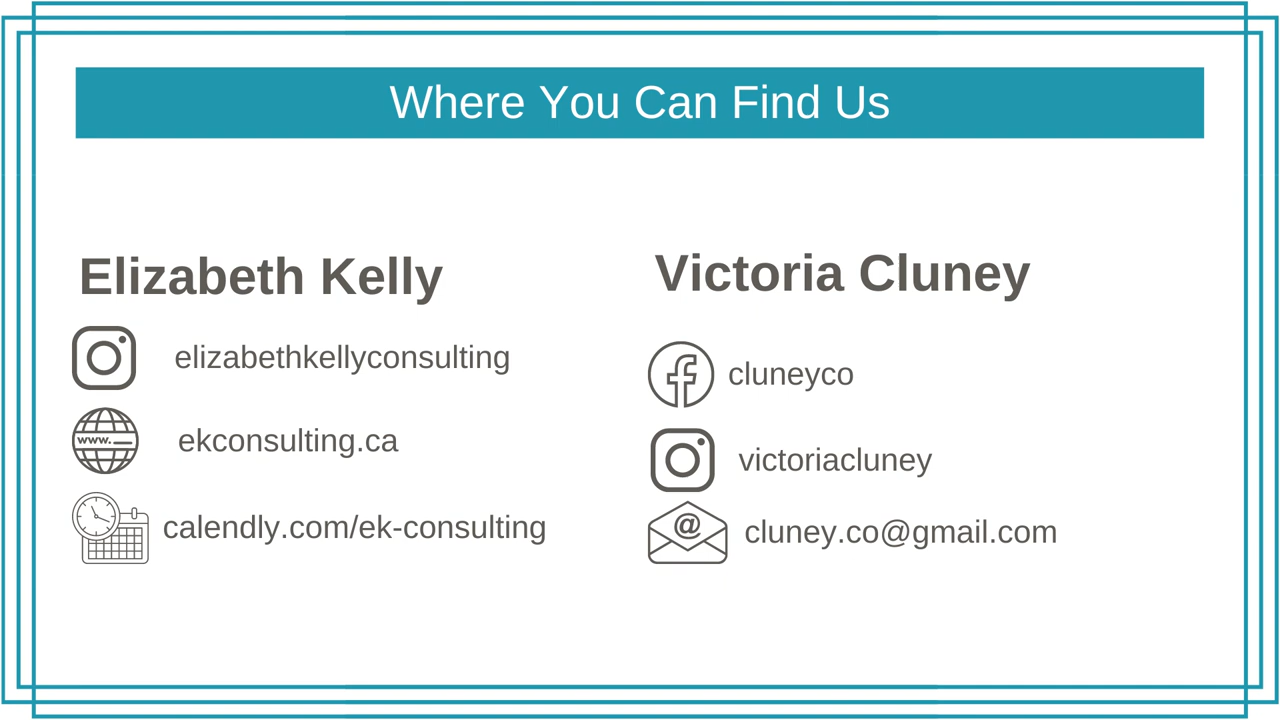 Where You Can Find Us
Elizabeth Kelly
elizabethkellyconsulting
www.
ekconsulting.ca
calendly.com/ek-consulting
Victoria Cluney
cluneyco
victoriacluney
@
cluney.co@gmail.com